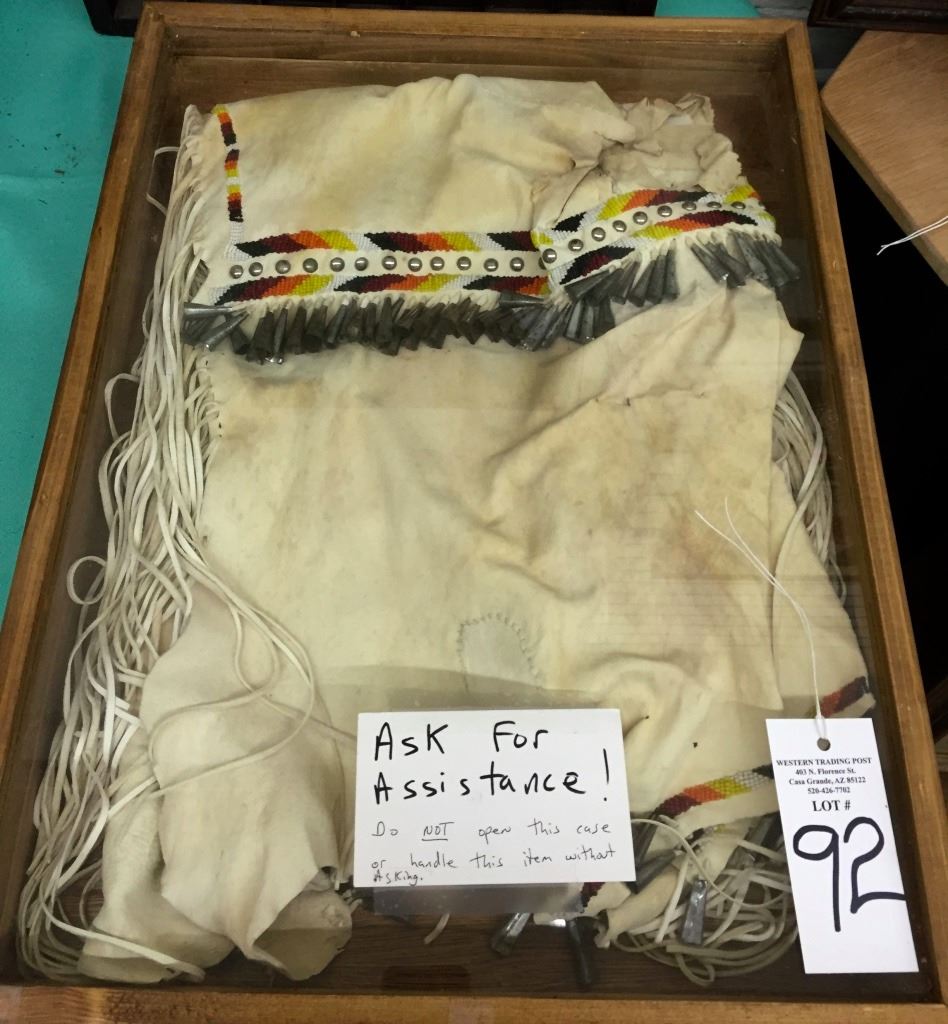 Ask For
Assistance!
Do NOT open this case
or handle this item without
Asking.
WESTERN TRADING POST
403 N. Florence St.
Casa Grande, AZ 85122
520-426-7702
LOT #
92